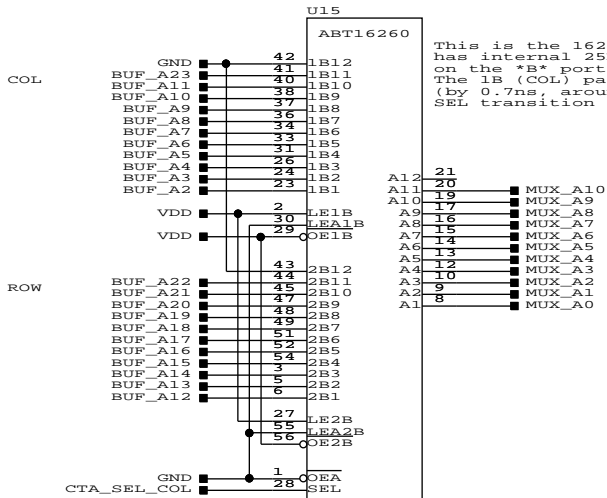 U15
ABT16260
This is the 162
has internal 25
on the *B* port
The 1B (COL) pa
(by 0.7ns, arou
SEL transition
COL
GND 42 1B12
BUF_A23 41 1B11
BUF_A11 40 1B10
BUF_A10 38 1B9
BUF_A9 37 1B8
BUF_A8 36 1B7
BUF_A7 34 1B6
BUF_A6 33 1B5
BUF_A5 31 1B4
BUF_A4 26 1B3
BUF_A3 24 1B2
BUF_A2 23 1B1
VDD 2 LE1B
30 LEA1B
VDD 29 OE1B
A12 21
A11 20 MUX_A10
A10 19 MUX_A9
A9 17 MUX_A8
A8 16 MUX_A7
A7 15 MUX_A6
A6 14 MUX_A5
A5 13 MUX_A4
A4 12 MUX_A3
A3 10 MUX_A2
A2 9 MUX_A1
A1 8 MUX_A0
ROW
43 2B12
BUF_A22 44 2B11
BUF_A21 45 2B10
BUF_A20 47 2B9
BUF_A19 48 2B8
BUF_A18 49 2B7
BUF_A17 51 2B6
BUF_A16 52 2B5
BUF_A15 54 2B4
BUF_A14 3 2B3
BUF_A13 5 2B2
BUF_A12 6 2B1
27 LE2B
55 LEA2B
56 OE2B
GND 1 OEA
CTA_SEL_COL 28 SEL